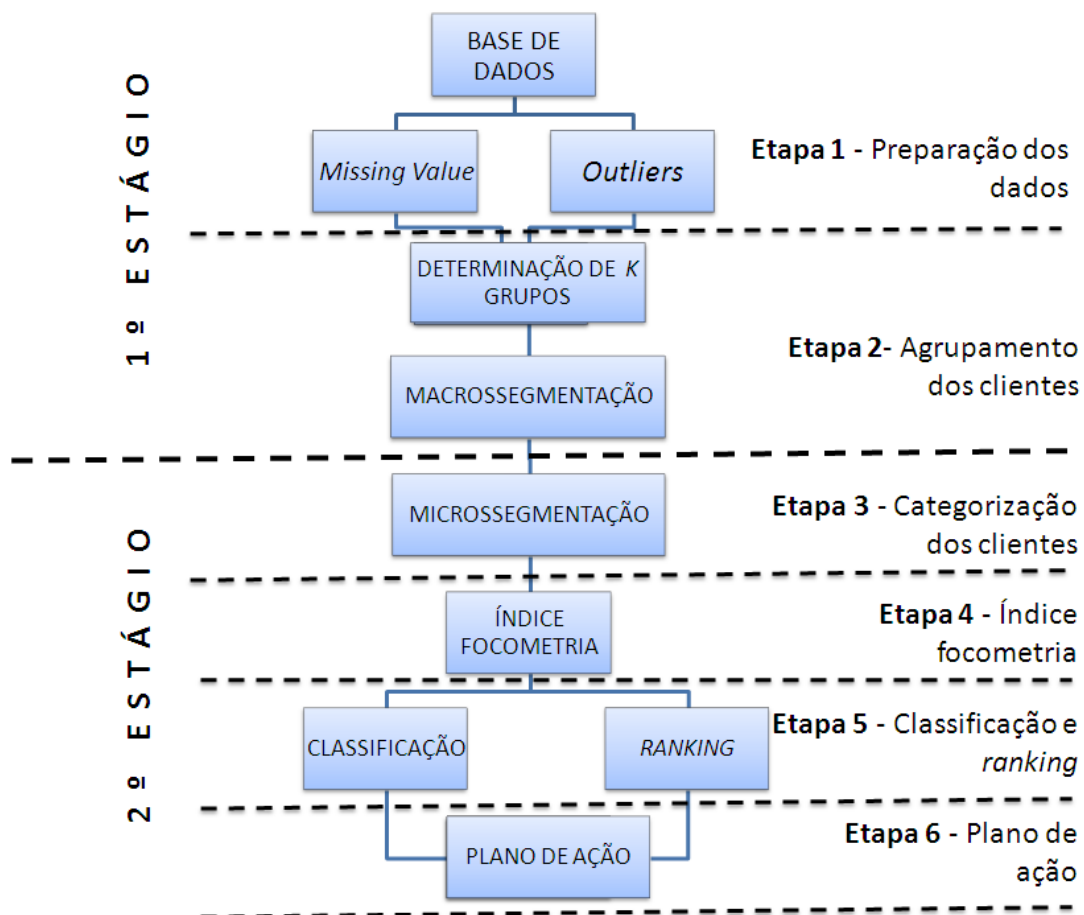 1º ESTÁGIO
BASE DE
DADOS
Missing Value
Outliers
Etapa 1 - Preparação dos
dados
DETERMINAÇÃO DE K
GRUPOS
MACROSSEGMENTAÇÃO
Etapa 2- Agrupamento
dos clientes
2º ESTÁGIO
MICROSSEGMENTAÇÃO
Etapa 3 - Categorização
dos clientes
ÍNDICE
FOCOMETRIA
Etapa 4 - Índice
focometria
CLASSIFICAÇÃO
RANKING
Etapa 5 - Classificação e
ranking
PLANO DE AÇÃO
Etapa 6 - Plano de
ação